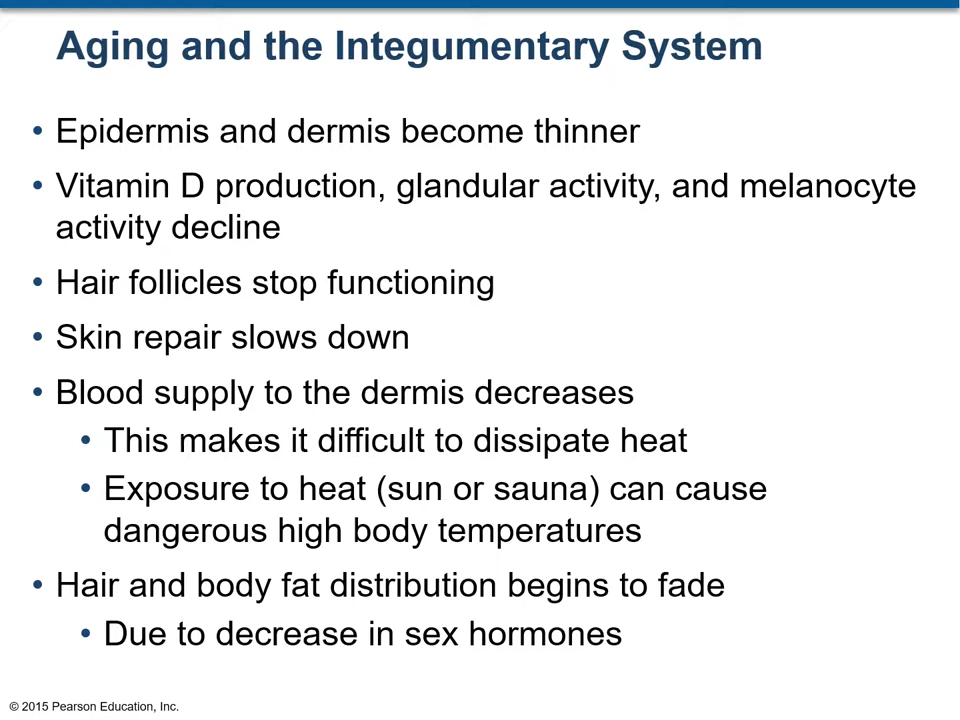 Aging and the Integumentary System
• Epidermis and dermis become thinner
• Vitamin D production, glandular activity, and melanocyte
activity decline
• Hair follicles stop functioning
• Skin repair slows down
• Blood supply to the dermis decreases
• This makes it difficult to dissipate heat
• Exposure to heat (sun or sauna) can cause
dangerous high body temperatures
• Hair and body fat distribution begins to fade
• Due to decrease in sex hormones
© 2015 Pearson Education, Inc.